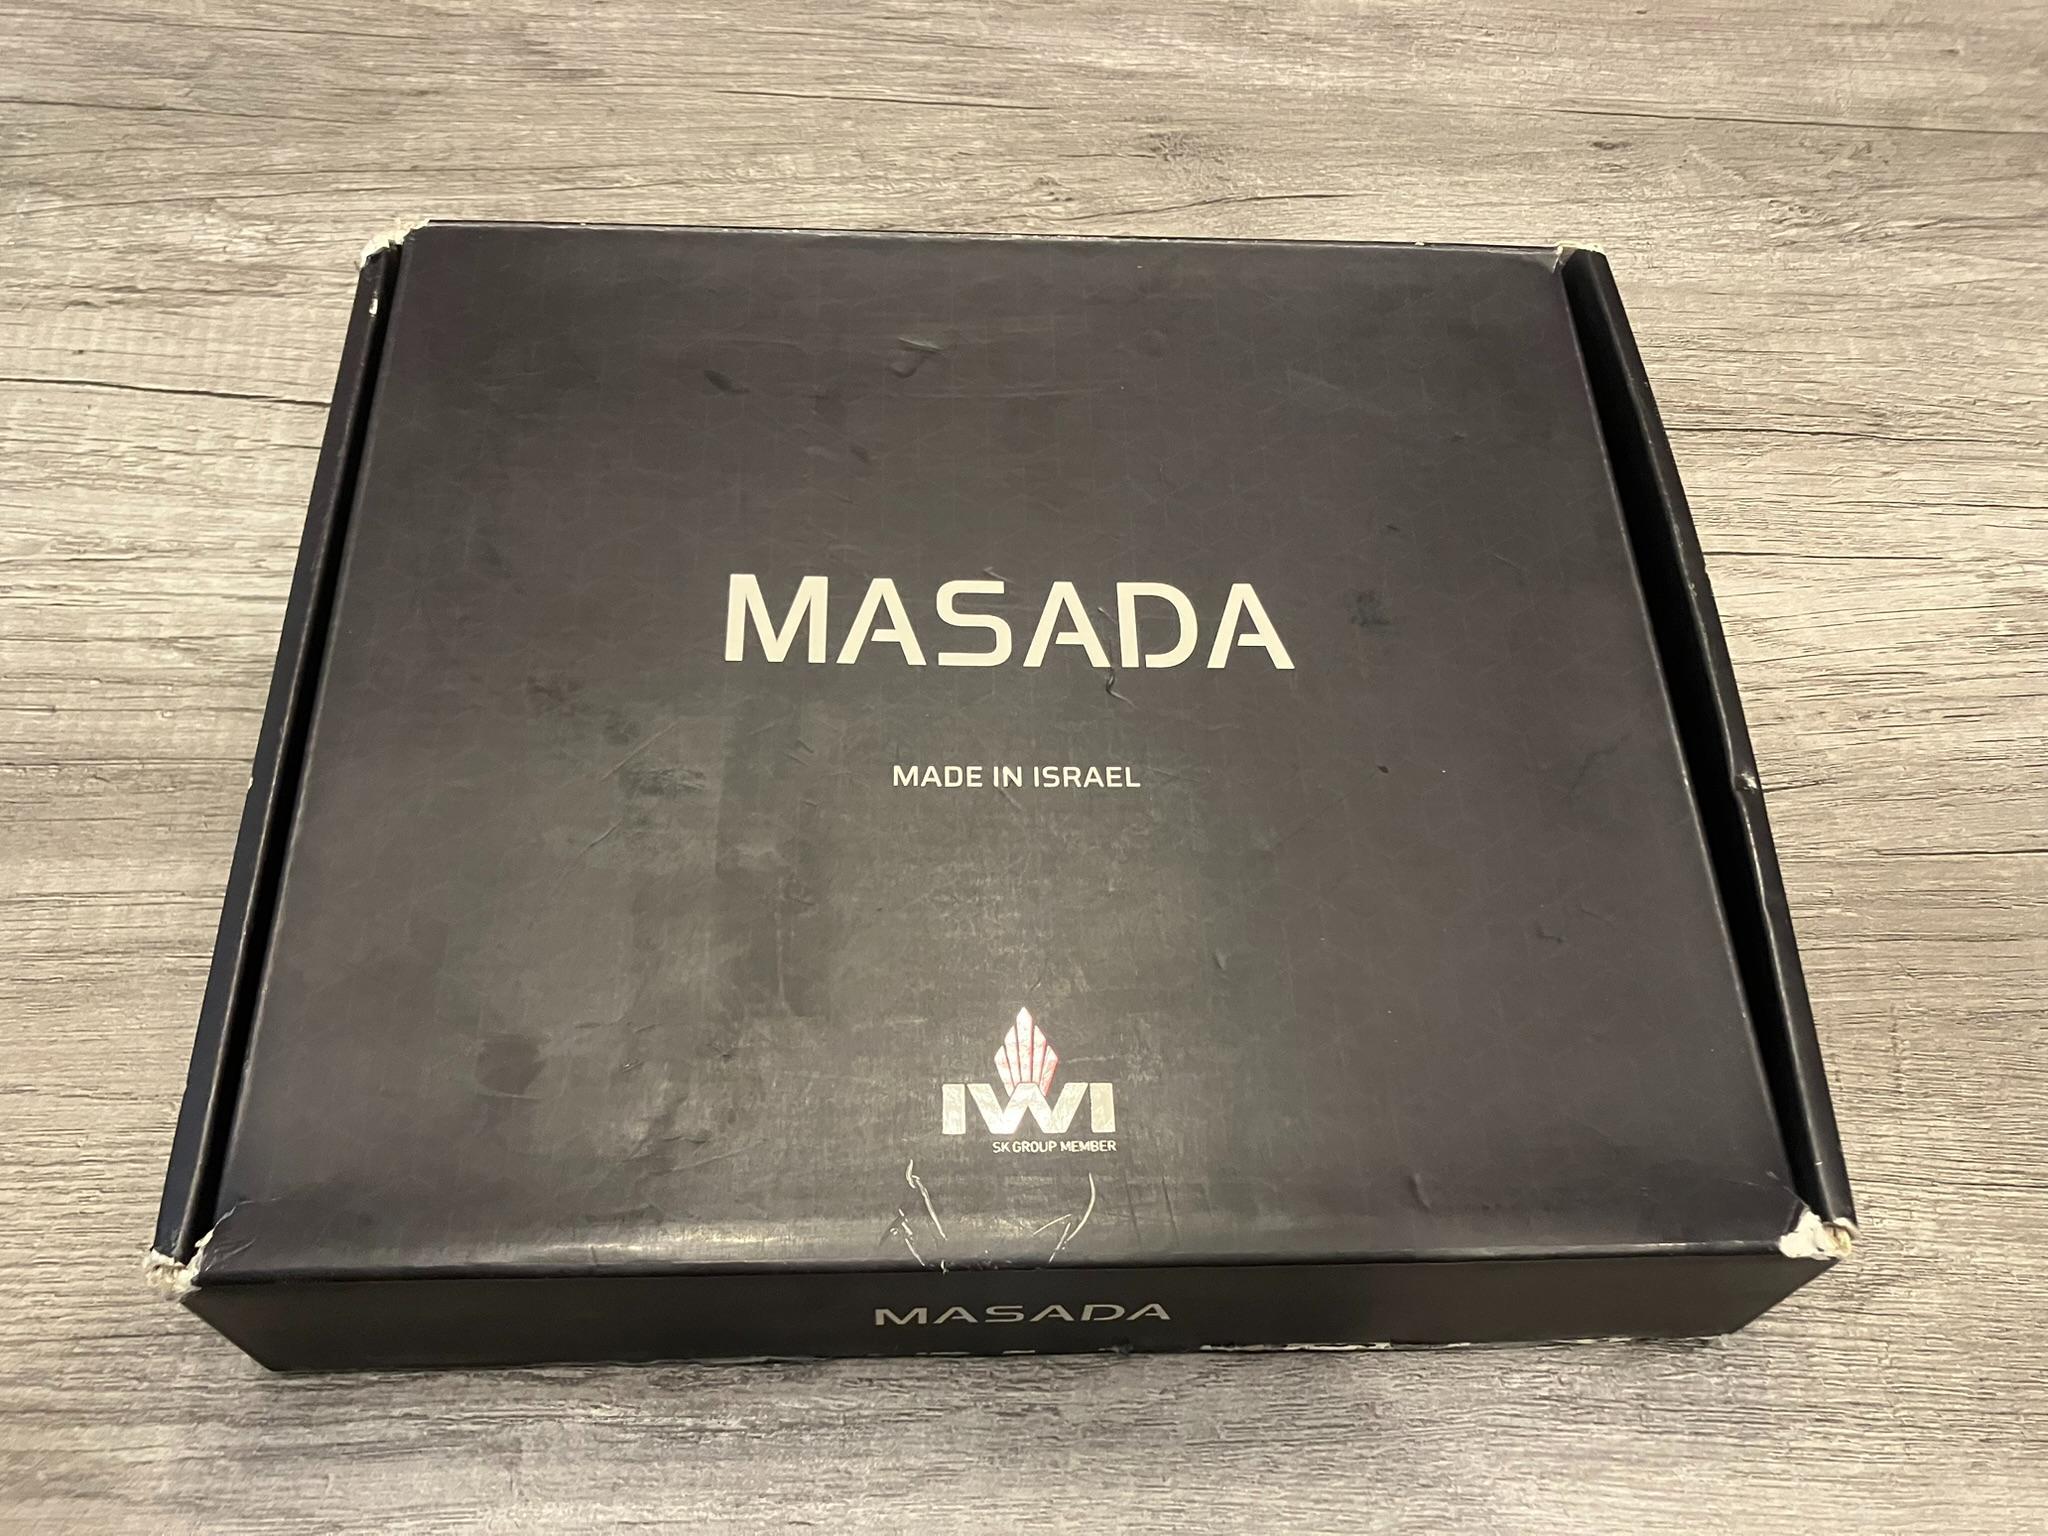 MASADA
MADE IN ISRAEL
IWI
SK GROUP MEMBER
MASADA